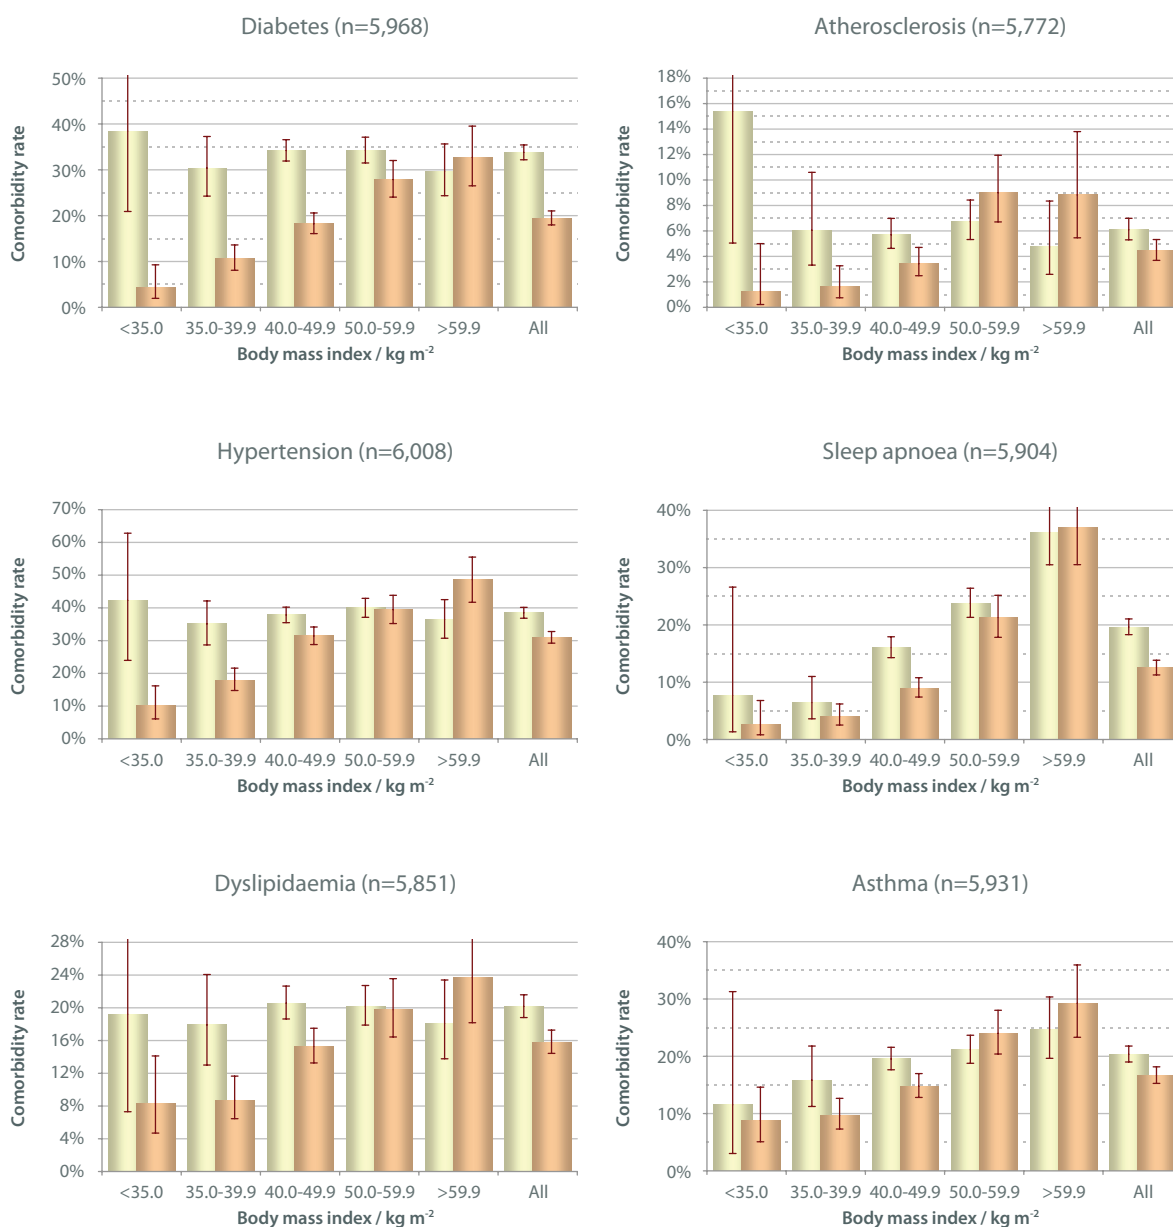 Diabetes (n=5,968)
Comorbidity rate
50%
40%
30%
20%
10%
0%
<35.0 35.0-39.9 40.0-49.9 50.0-59.9 >59.9 All
Body mass index / kg m-2
Atherosclerosis (n=5,772)
Comorbidity rate
18%
16%
14%
12%
10%
8%
6%
4%
2%
0%
<35.0 35.0-39.9 40.0-49.9 50.0-59.9 >59.9 All
Body mass index / kg m-2
Hypertension (n=6,008)
Comorbidity rate
70%
60%
50%
40%
30%
20%
10%
0%
<35.0 35.0-39.9 40.0-49.9 50.0-59.9 >59.9 All
Body mass index / kg m-2
Sleep apnoea (n=5,904)
Comorbidity rate
40%
30%
20%
10%
0%
<35.0 35.0-39.9 40.0-49.9 50.0-59.9 >59.9 All
Body mass index / kg m-2
Dyslipidaemia (n=5,851)
Comorbidity rate
28%
24%
20%
16%
12%
8%
4%
0%
<35.0 35.0-39.9 40.0-49.9 50.0-59.9 >59.9 All
Body mass index / kg m-2
Asthma (n=5,931)
Comorbidity rate
40%
30%
20%
10%
0%
<35.0 35.0-39.9 40.0-49.9 50.0-59.9 >59.9 All
Body mass index / kg m-2